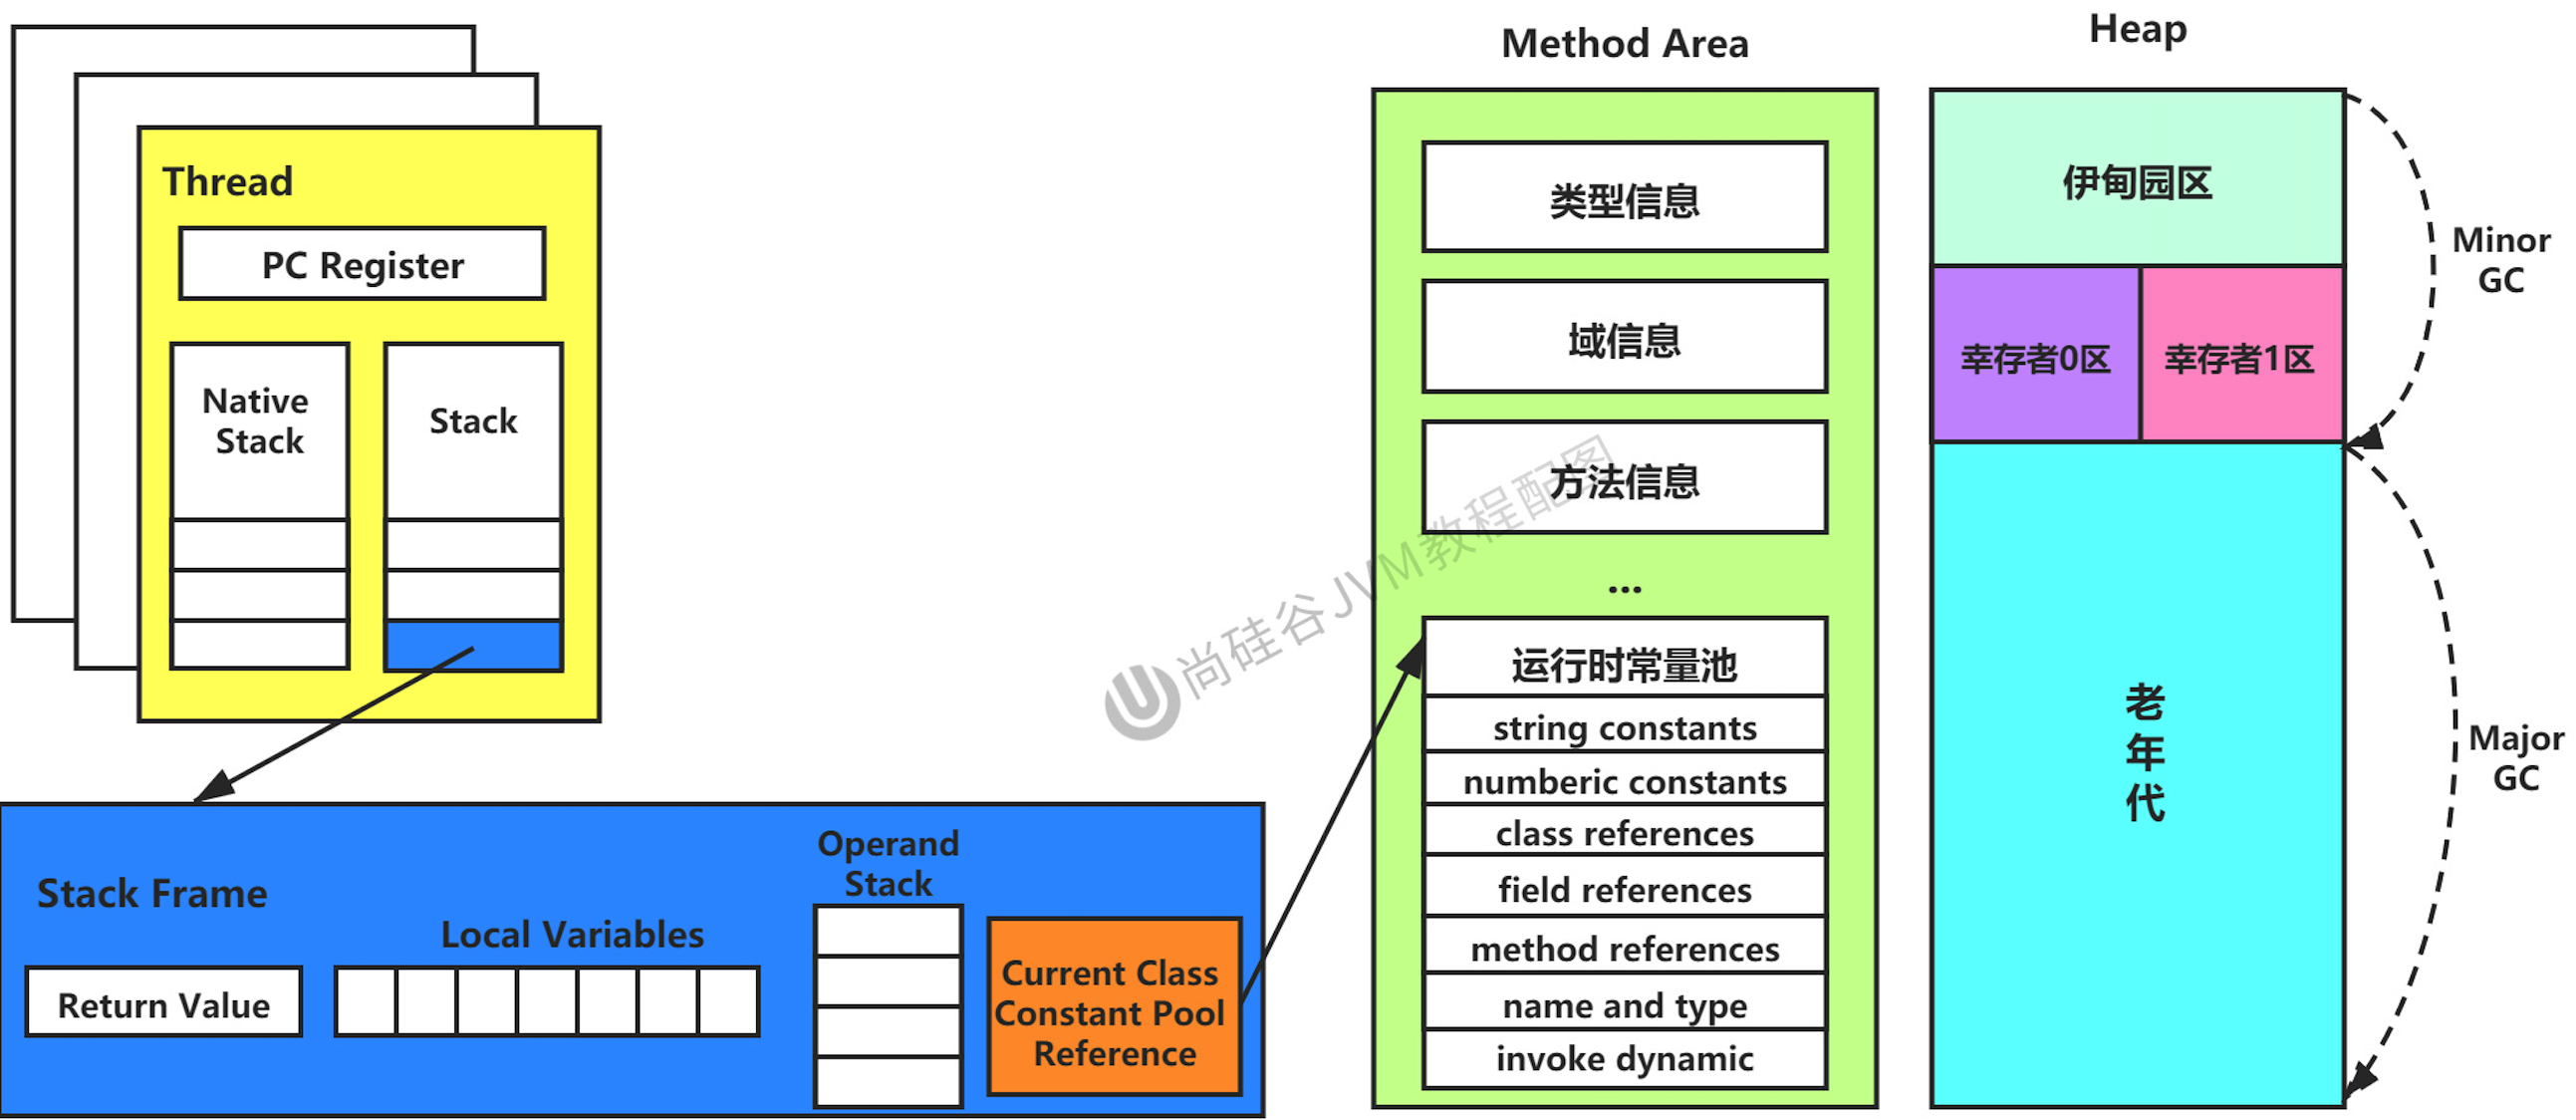 Thread
PC Register
Native
Stack
Stack
Stack Frame
Return Value
Local Variables
Operand
Stack
Current Class
Constant Pool
Reference
Method Area
类型信息
域信息
方法信息
...
运行时常量池
string constants
numberic constants
class references
field references
method references
name and type
invoke dynamic
Heap
伊甸园区
幸存者0区
幸存者1区
老
年
代
Minor
GC
Major
GC
尚硅谷JVM教程配图